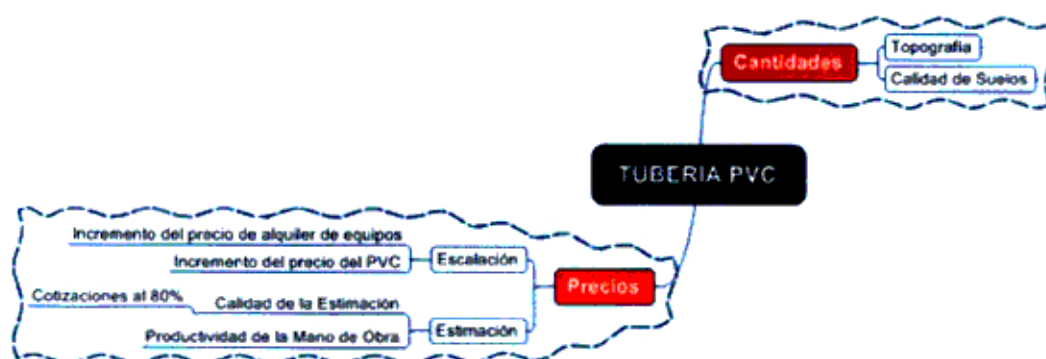 Cantidades
Topografia
Calidad de Suelos
TUBERIA PVC
Incremento del precio de alquiler de equipos
Incremento del precio del PVC
Escalación
Precios
Cotizaciones al 80%
Calidad de la Estimación
Productividad de la Mano de Obra
Estimación